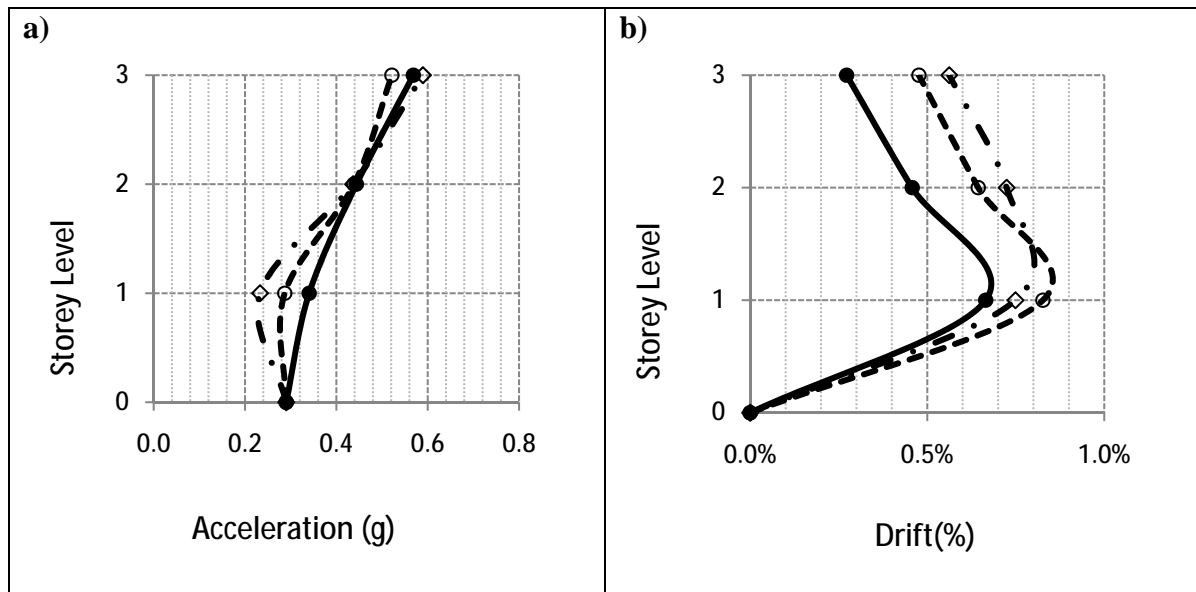 a)
3
2
1
0
Storey Level
0.0 0.2 0.4 0.6 0.8
Acceleration (g)
b)
3
2
1
0
Storey Level
0.0% 0.5% 1.0%
Drift(%)